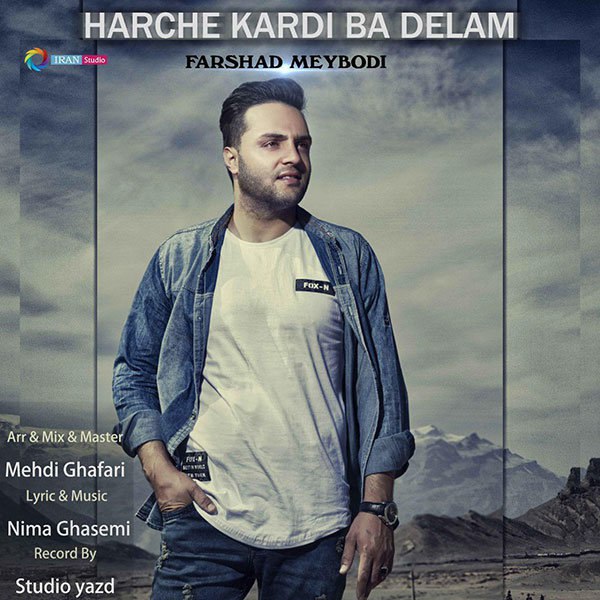 HARCHE KARDI BA DELAM
IRAN Studio
FARSHAD MEYBODI
FOX-N
Arr & Mix & Master
Mehdi Ghafari
Lyric & Music
Nima Ghasemi
Record By
Studio yazd
FOX-N